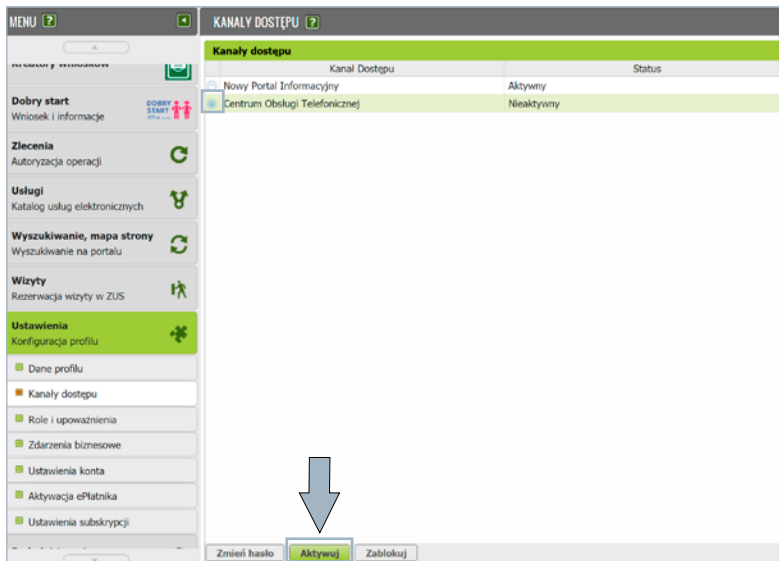 MENU ?
KANAŁY DOSTĘPU ?
Kreatory wniosków
Dobry start
Wniosek i informacje
DOBRY
START
Zlecenia
Autoryzacja operacji
Usługi
Katalog usług elektronicznych
Wyszukiwanie, mapa strony
Wyszukiwanie na portalu
Wizyty
Rezerwacja wizyty w ZUS
Ustawienia
Konfiguracja profilu
Dane profilu
Kanały dostępu
Role i upoważnienia
Zdarzenia biznesowe
Ustawienia konta
Aktywacja ePłatnika
Ustawienia subskrypcji
Kanały dostępu
Kanał Dostępu Status
Nowy Portal Informacyjny Aktywny
Centrum Obsługi Telefonicznej Nieaktywny
Zmień hasło Aktywuj Zablokuj